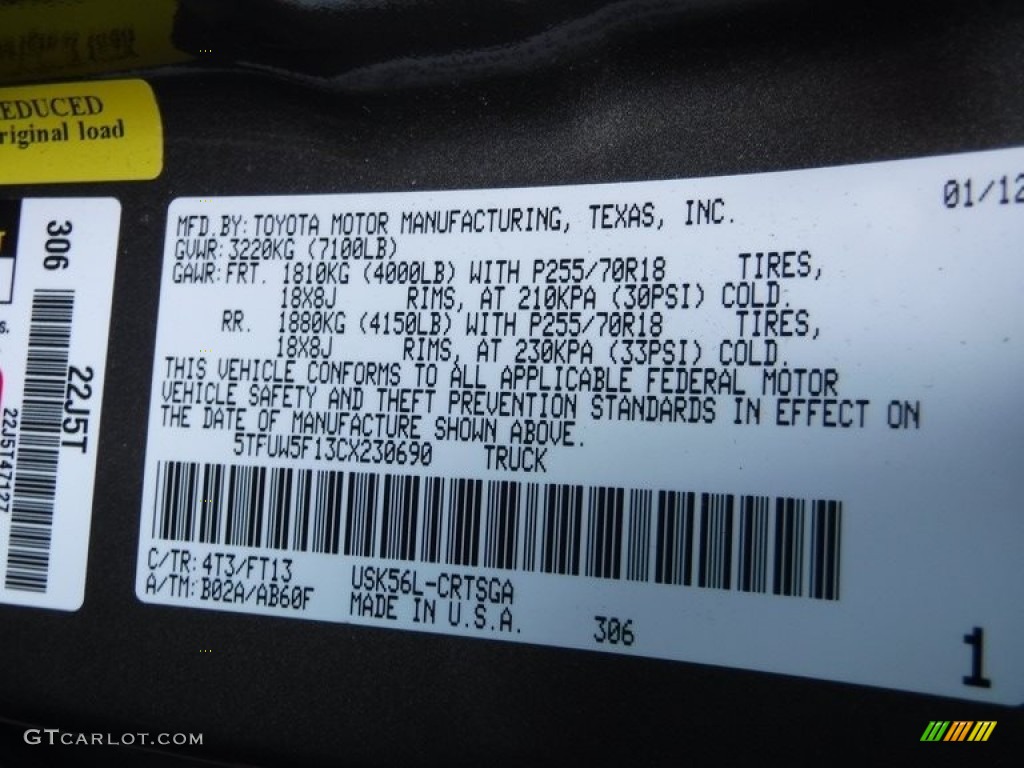 REDUCED
riginal load
306
22J5T
22J5T47127
s.
01/12
MFD. BY: TOYOTA MOTOR MANUFACTURING, TEXAS, INC.
GVWR: 3220KG (7100LB)
GAWR: FRT. 1810KG (4000LB) WITH P255/70R18 TIRES,
18X8J RIMS, AT 210KPA (30PSI) COLD.
RR. 1880KG (4150LB) WITH P255/70R18 TIRES,
18X8J RIMS, AT 230KPA (33PSI) COLD.
THIS VEHICLE CONFORMS TO ALL APPLICABLE FEDERAL MOTOR
VEHICLE SAFETY AND THEFT PREVENTION STANDARDS IN EFFECT ON
THE DATE OF MANUFACTURE SHOWN ABOVE.
5TFUW5F13CX230690 TRUCK
C/TR: 4T3/FT13 USK56L-CRTSGA
A/TM: B02A/AB60F MADE IN U.S.A. 306
1
GTCARLOT.COM